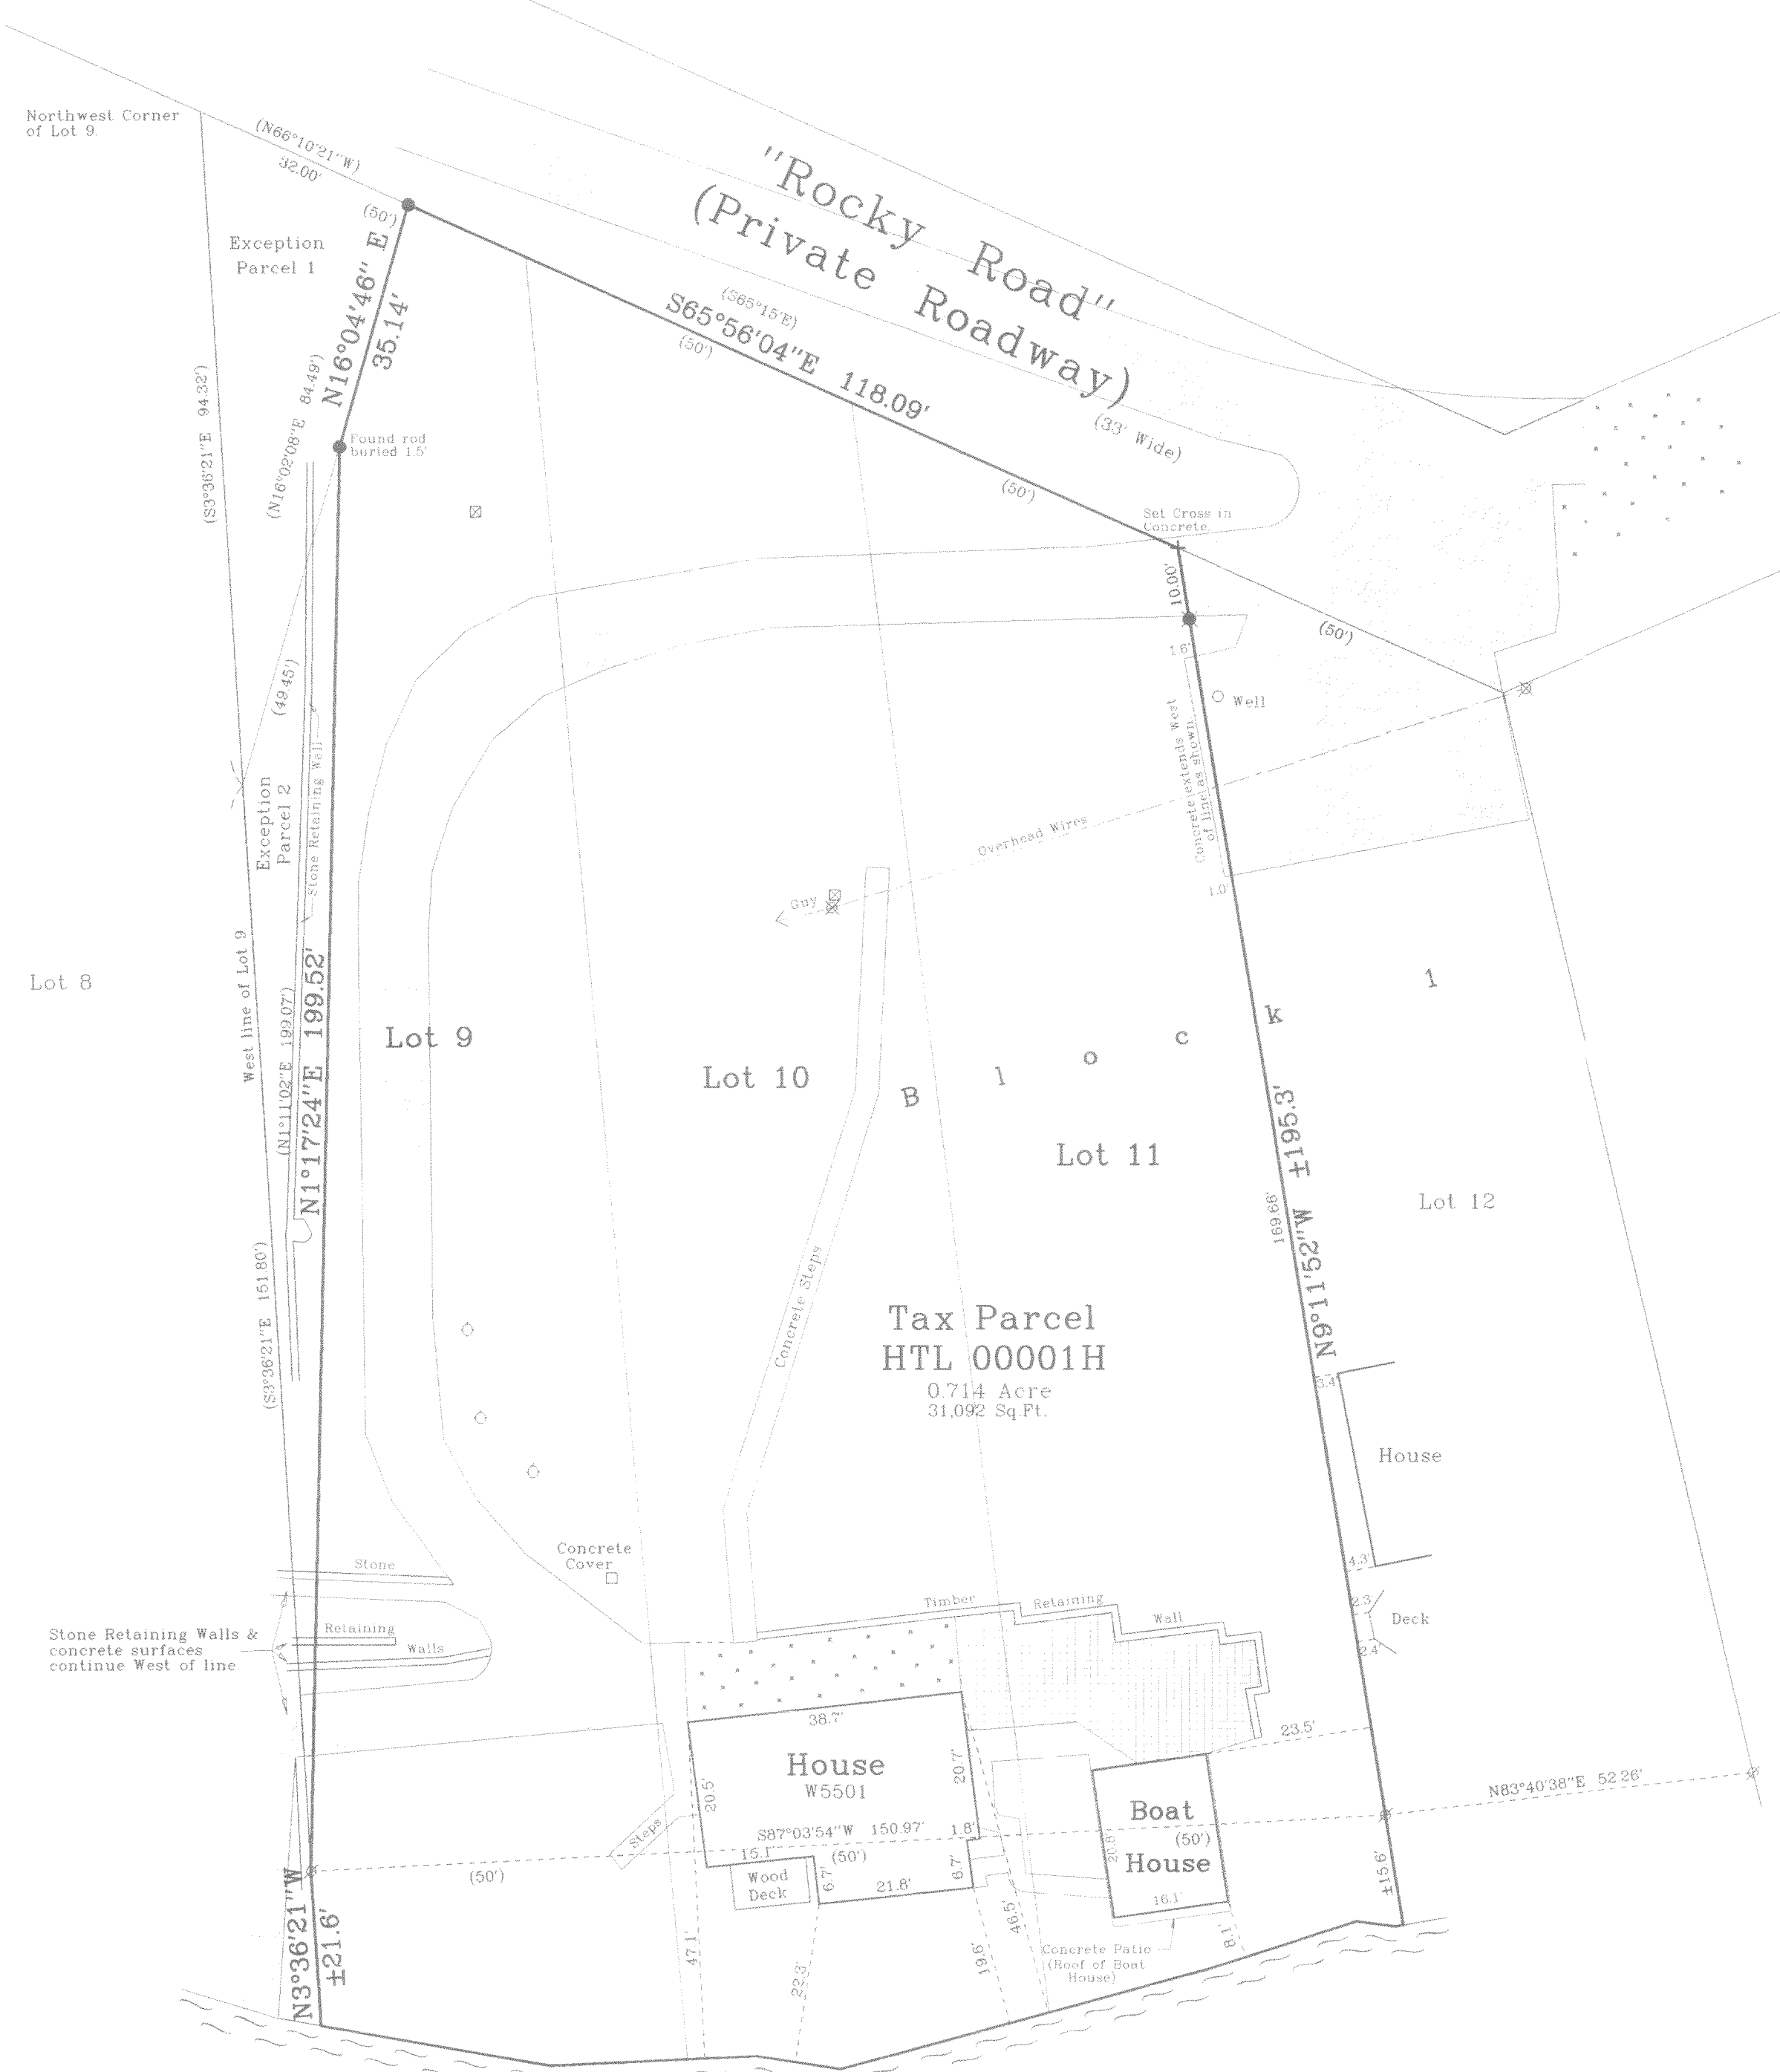 Northwest Corner
of Lot 9.
(N66°10'21"W)
32.00'
(50')
Exception
Parcel 1
N16°04'46" E
35.14'
"Rocky Road"
(Private Roadway)
(33' Wide)
(S65°15'E)
S65°56'04"E 118.09'
(50')
(50')
(S3°36'21"E 94.32')
(N16°02'08"E 84.49')
Found rod
buried 1.5'
Set Cross in
Concrete.
10.00'
(50')
1.6'
Well
Concrete extends West
of line as shown
1.0'
(49.45')
Stone Retaining Wall
Exception
Parcel 2
Overhead Wires
Guy
West line of Lot 9
Lot 8
(N1°11'02"E 199.07')
N1°17'24"E 199.52'
Lot 9
Lot 10
B l o c k 1
Lot 11
Lot 12
N9°11'52"W ±195.3'
169.66'
(S3°36'21"E 151.80')
Concrete Steps
Tax Parcel
HTL 00001H
0.714 Acre
31,092 Sq.Ft.
3.4'
House
4.3'
2.3'
Deck
2.4'
Concrete
Cover
Stone
Retaining
Walls
Stone Retaining Walls &
concrete surfaces
continue West of line.
Timber Retaining Wall
38.7'
House
W5501
20.5'
20.7'
23.5'
N83°40'38"E 52.26'
S87°03'54"W 150.97'
1.8'
Steps
15.1'
(50')
(50')
(50')
Wood
Deck
6.7'
21.8'
6.7'
Boat
House
20.8'
16.1'
±15.6'
N3°36'21"W
±21.6'
47.1'
22.3'
19.6'
46.5'
8.1'
Concrete Patio
(Roof of Boat
House)